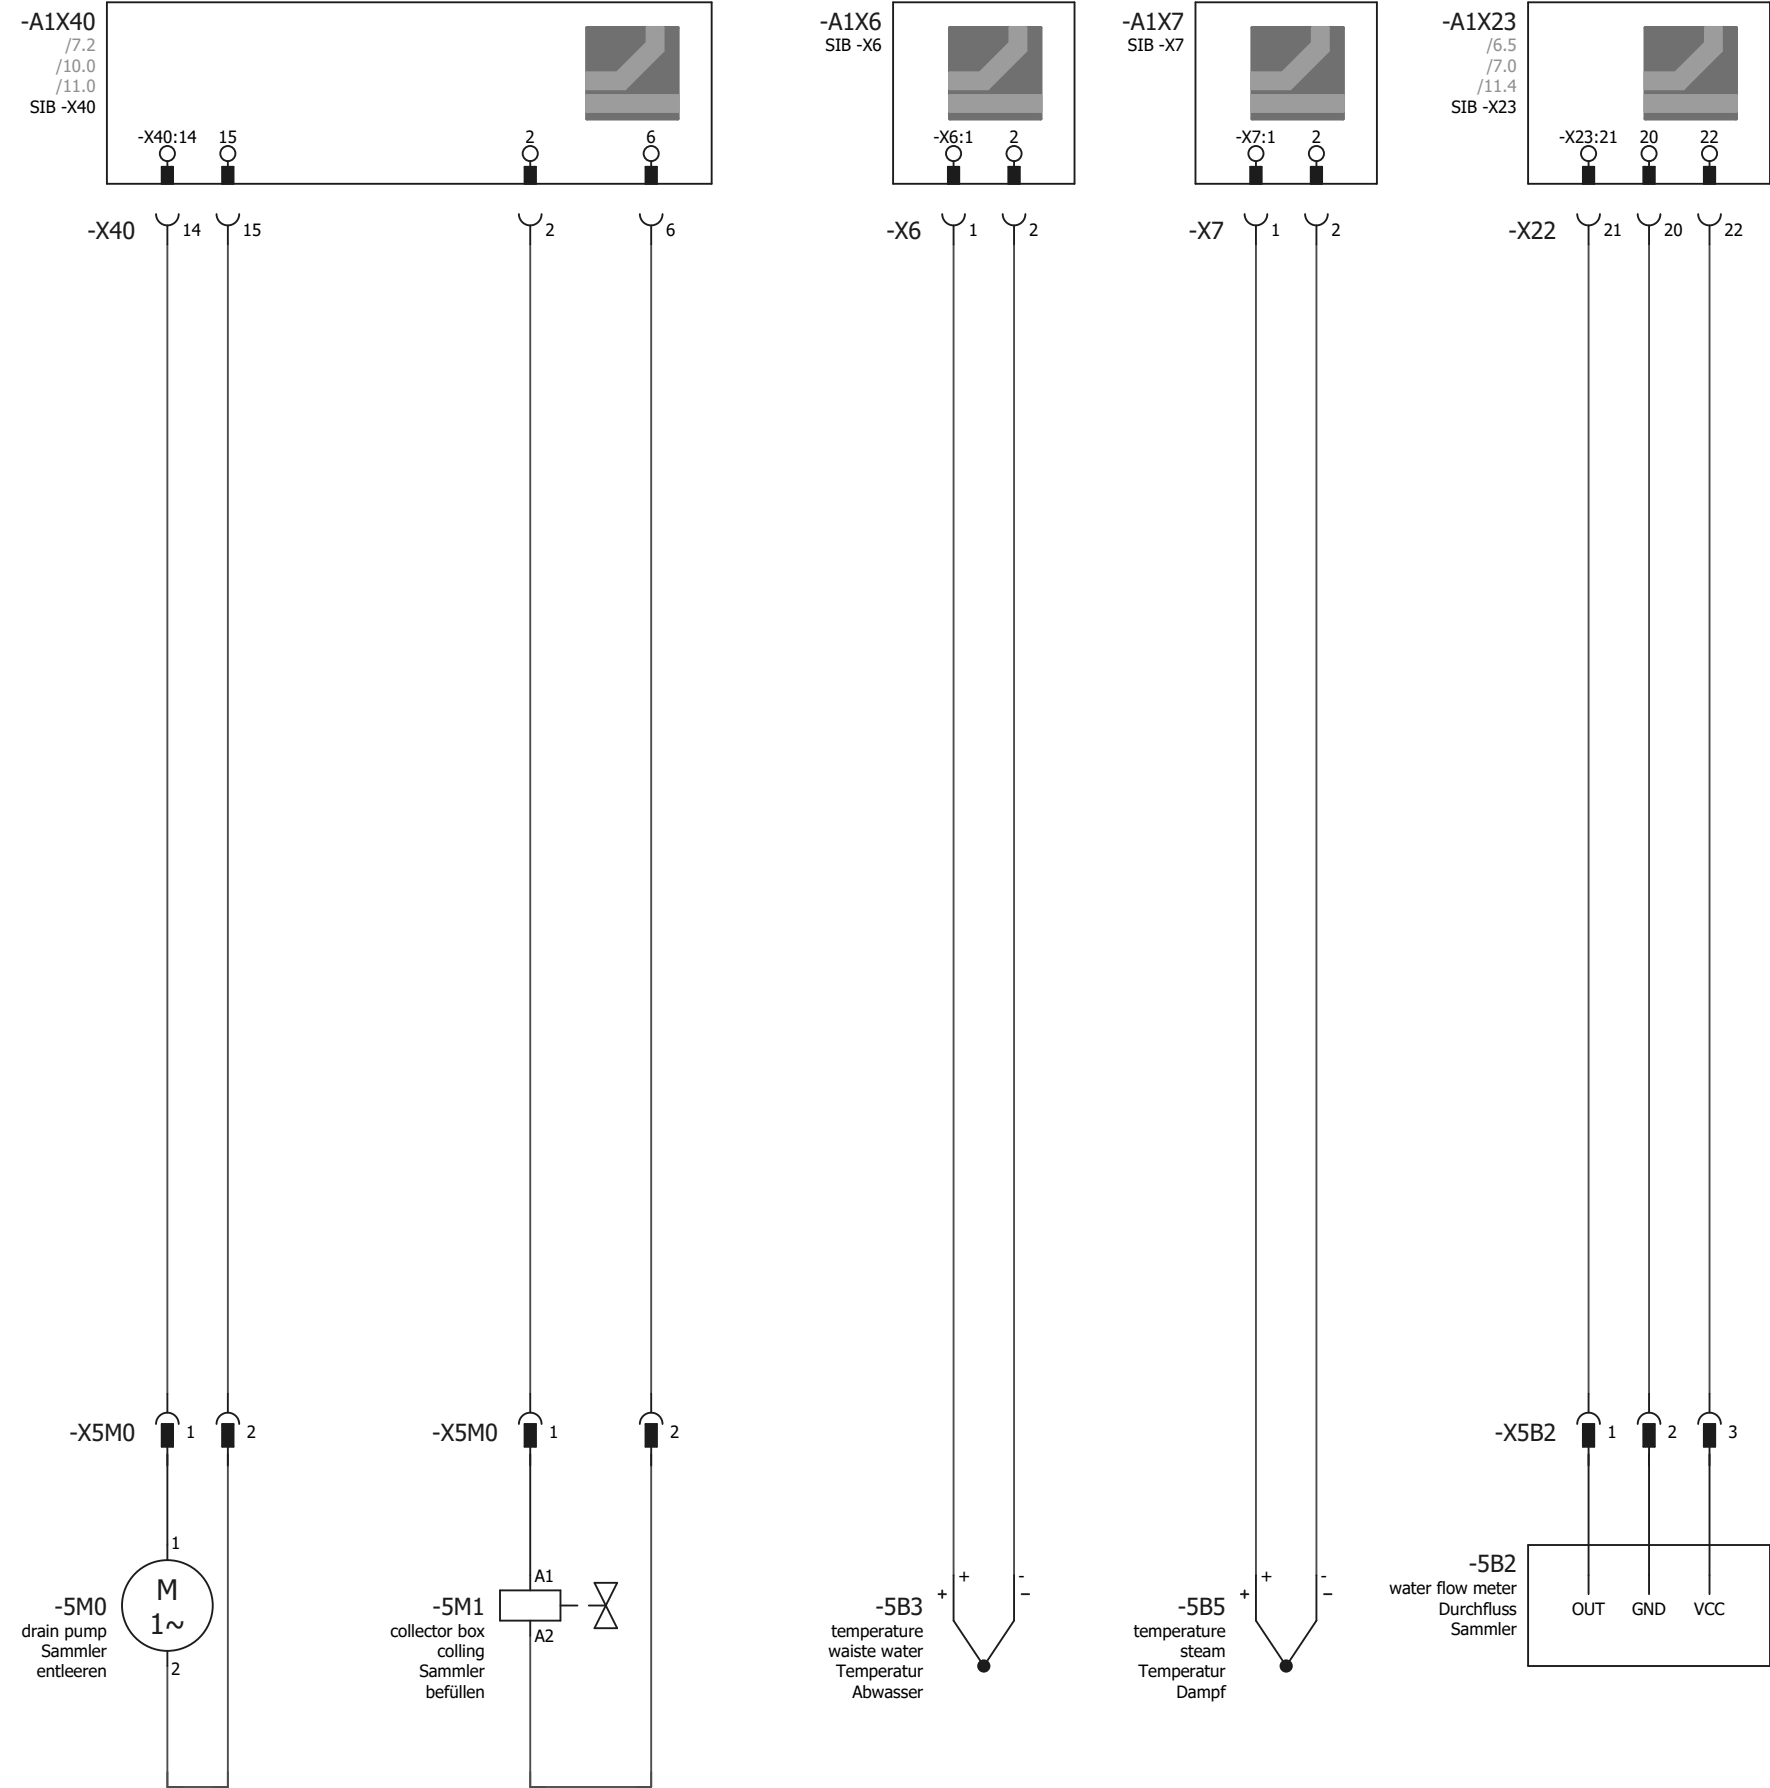 -A1X40
/7.2
/10.0
/11.0
SIB -X40
-X40:14 15 2 6
-A1X6
SIB -X6
-X6:1 2
-A1X7
SIB -X7
-X7:1 2
-A1X23
/6.5
/7.0
/11.4
SIB -X23
-X23:21 20 22
-X40 14 15 2 6
-X6 1 2
-X7 1 2
-X22 21 20 22
-X5M0 1 2
-X5M0 1 2
-X5B2 1 2 3
1
M
1~
2
-5M0
drain pump
Sammler
entleeren
A1
A2
-5M1
collector box
colling
Sammler
befüllen
+ -
+ −
-5B3
temperature
waiste water
Temperatur
Abwasser
+ -
+ −
-5B5
temperature
steam
Temperatur
Dampf
-5B2
water flow meter
Durchfluss
Sammler
OUT GND VCC